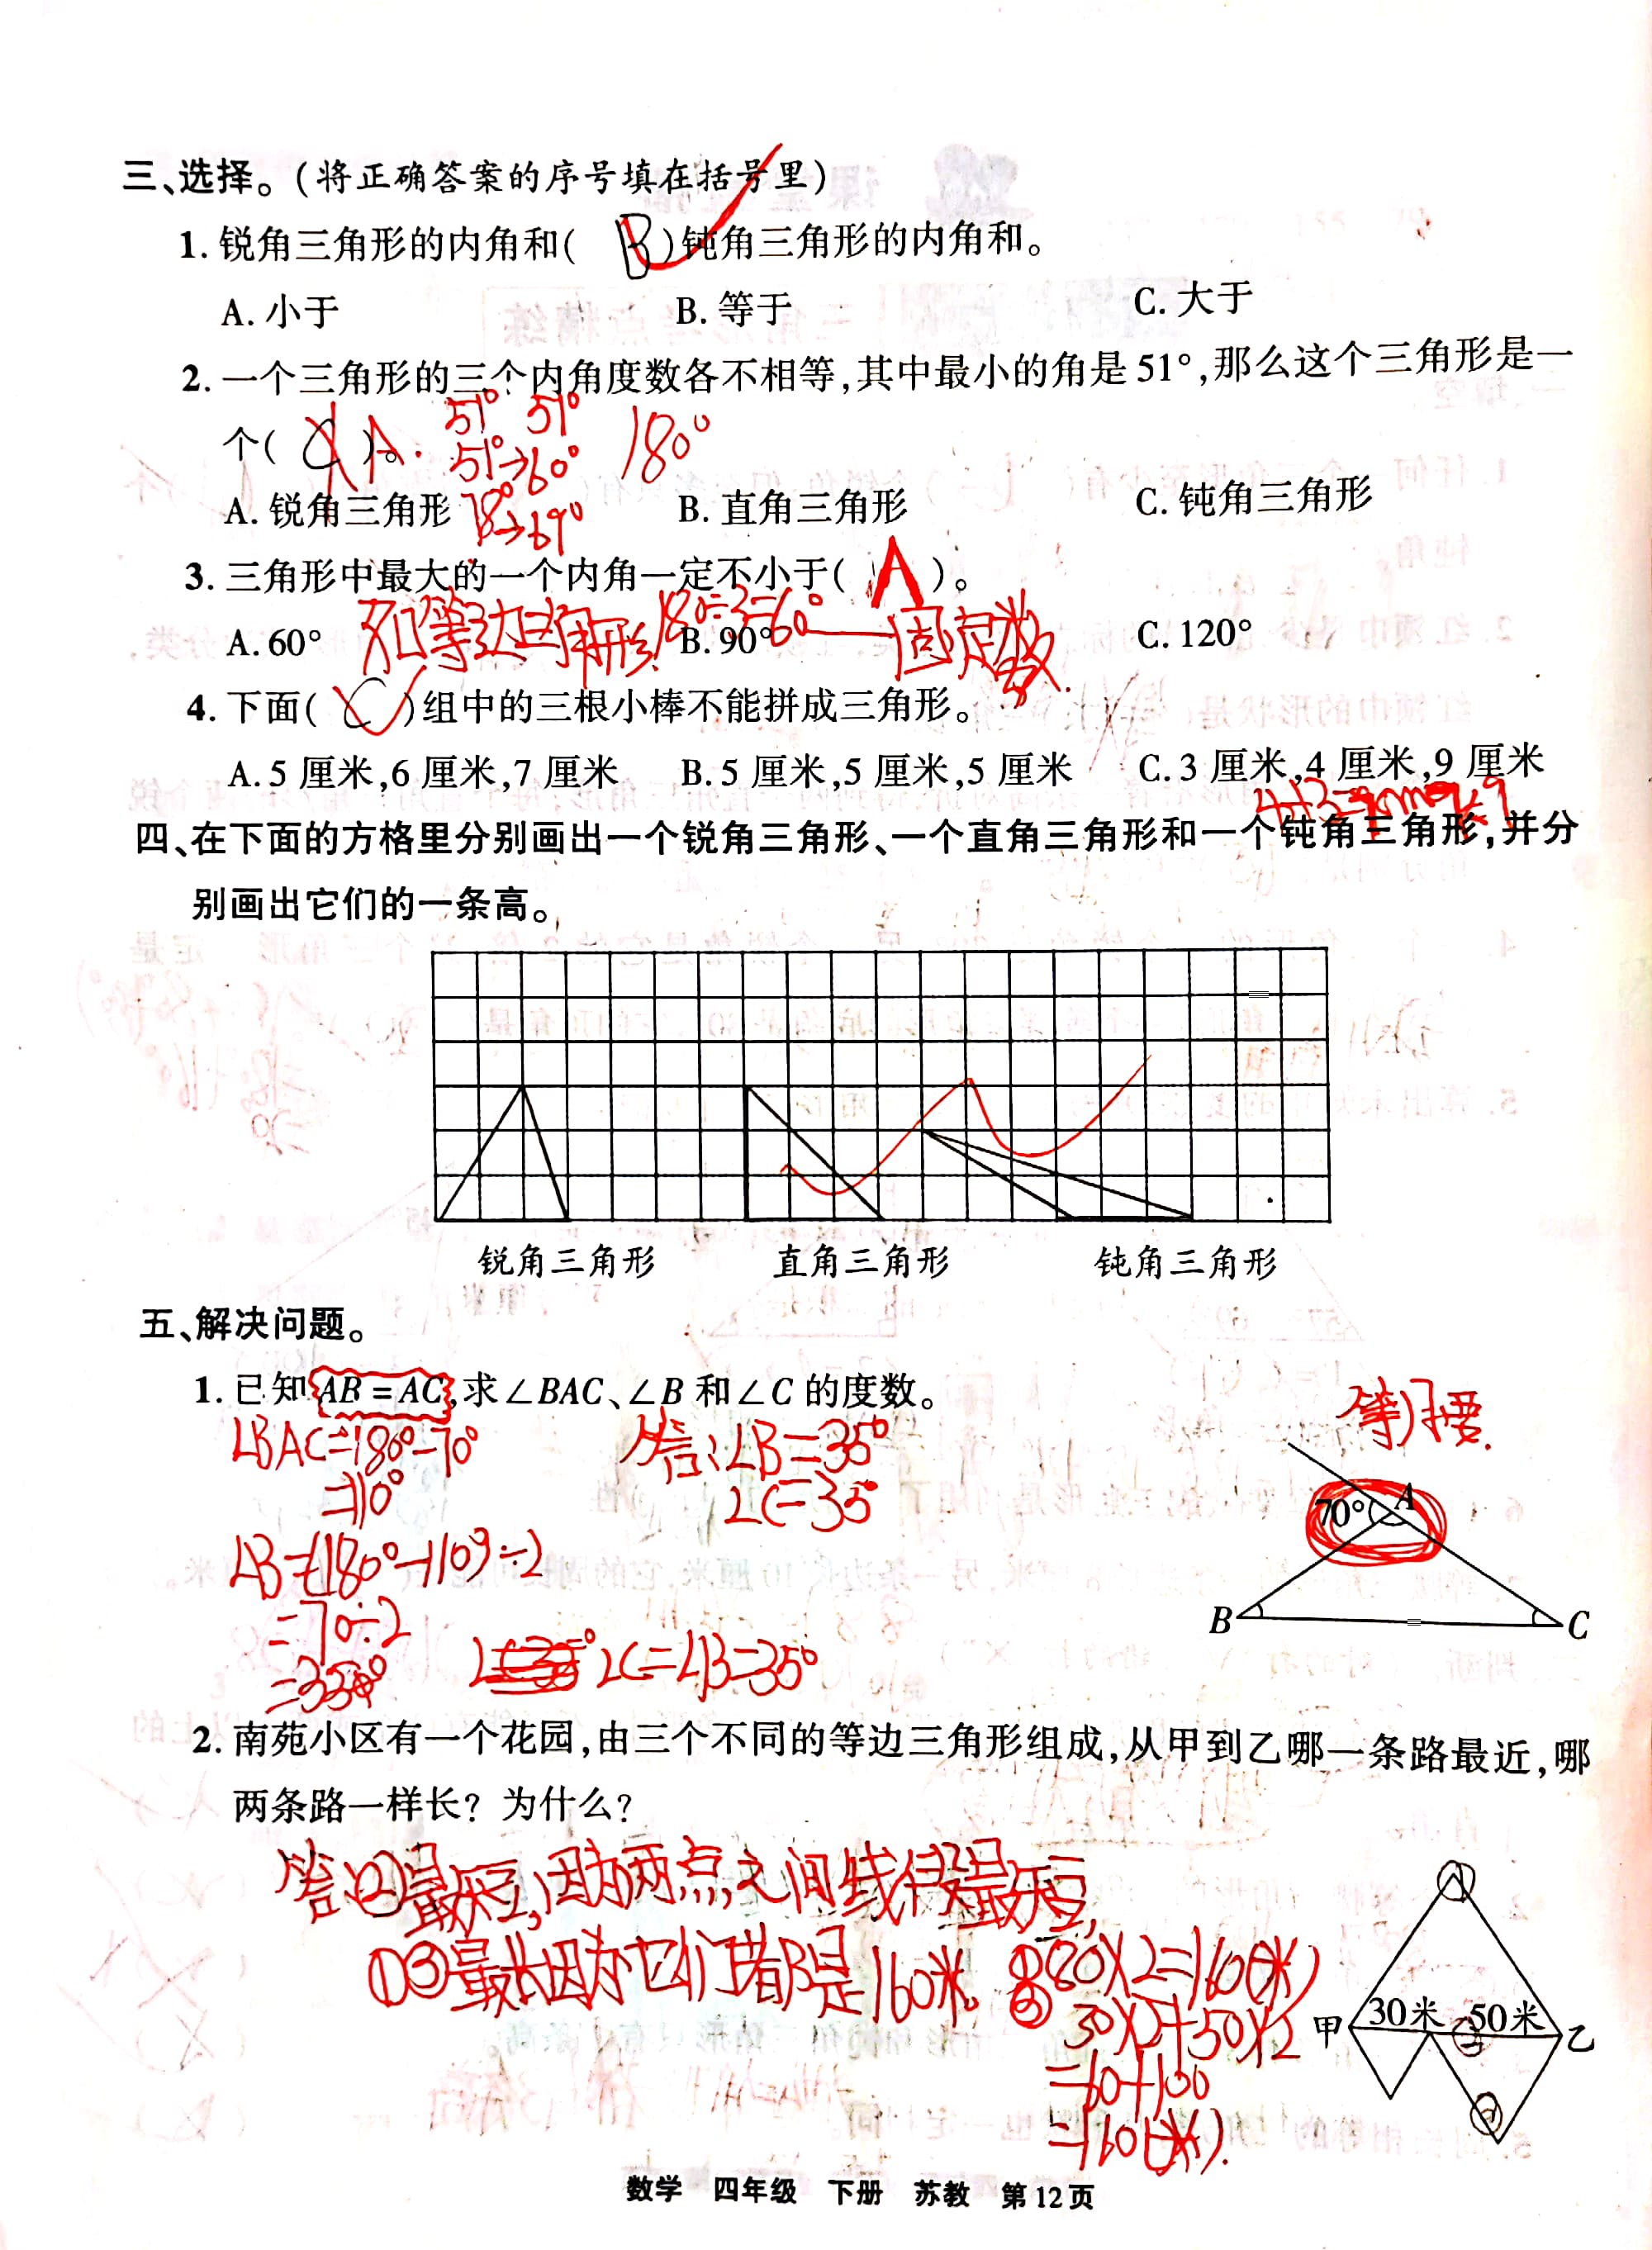 三、选择。(将正确答案的序号填在括号里)
1. 锐角三角形的内角和( B )钝角三角形的内角和。
A. 小于 B. 等于 C. 大于
2. 一个三角形的三个内角度数各不相等,其中最小的角是 51°,那么这个三角形是一
51° 51°
个( C )。 A. 51°→60° 180°
A. 锐角三角形 78°→69° B. 直角三角形 C. 钝角三角形
3. 三角形中最大的一个内角一定不小于( A )。
A. 60° 等边三角形 180÷3=60° B. 90° 固定数 C. 120°
4. 下面( C )组中的三根小棒不能拼成三角形。
A. 5 厘米,6 厘米,7 厘米 B. 5 厘米,5 厘米,5 厘米 C. 3 厘米,4 厘米,9 厘米
四、在下面的方格里分别画出一个锐角三角形、一个直角三角形和一个钝角三角形,并分
别画出它们的一条高。
锐角三角形 直角三角形 钝角三角形
五、解决问题。
1. 已知 AB = AC,求∠BAC、∠B 和∠C 的度数。
∠BAC=180°-70°
=110°
∠B=(180°-110°)÷2
=70÷2
=35°
∠C=∠B=35°
答:∠B=35°
∠C=35°
等腰
70° A
B C
2. 南苑小区有一个花园,由三个不同的等边三角形组成,从甲到乙哪一条路最近,哪
两条路一样长? 为什么?
答:②最短,因为两点之间线段最短,
①③最长因为它们都是160米。
①80×2=160(米)
③30×2+50×2
=60+100
=160(米).
①
甲 30米 ② 50米 乙
③
数学 四年级 下册 苏教 第12页